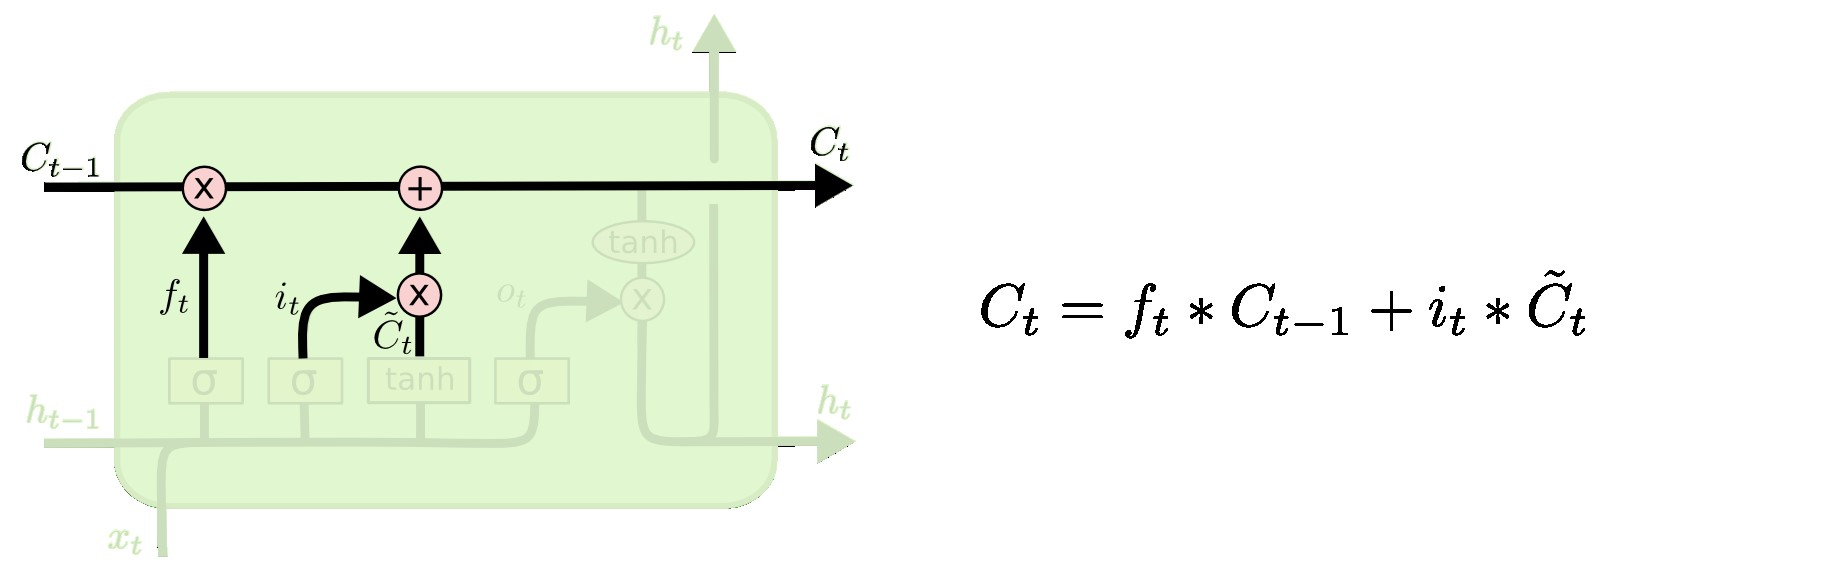 h_t
C_{t-1}
C_t
x
+
tanh
f_t
i_t
x
o_t
x
C̃_t
σ
σ
tanh
σ
h_{t-1}
h_t
x_t
C_t = f_t * C_{t-1} + i_t * C̃_t